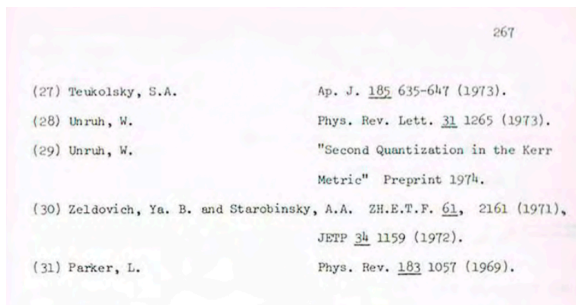 267
(27) Teukolsky, S.A. Ap. J. 185 635-647 (1973).
(28) Unruh, W. Phys. Rev. Lett. 31 1265 (1973).
(29) Unruh, W. "Second Quantization in the Kerr
Metric" Preprint 1974.
(30) Zeldovich, Ya. B. and Starobinsky, A.A. ZH.E.T.F. 61, 2161 (1971),
JETP 34 1159 (1972).
(31) Parker, L. Phys. Rev. 183 1057 (1969).